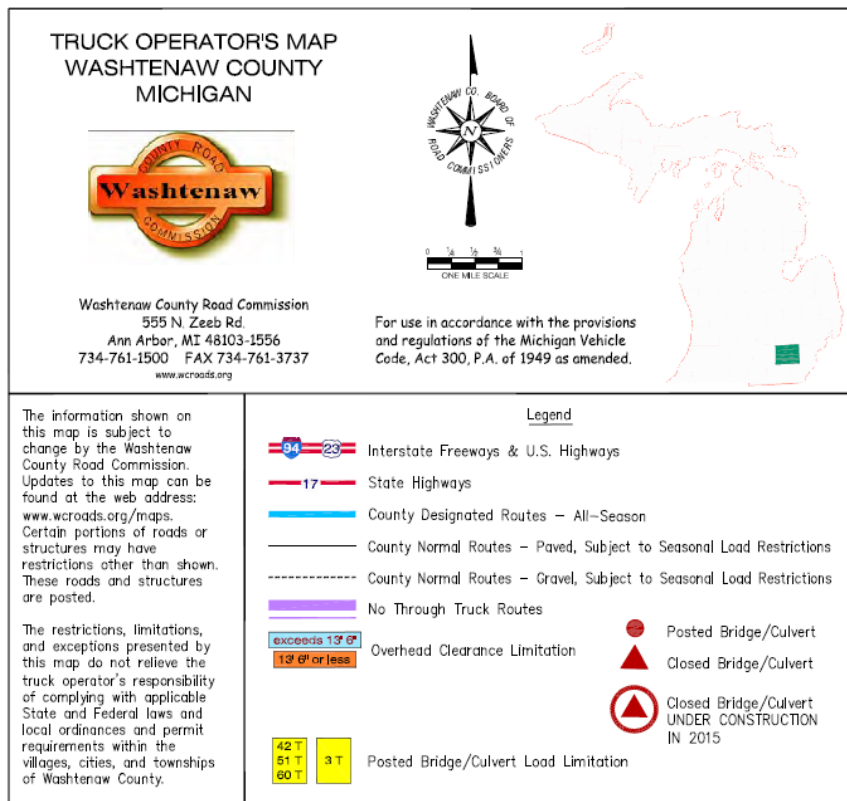 TRUCK OPERATOR'S MAP
WASHTENAW COUNTY
MICHIGAN
COUNTY ROAD
Washtenaw
COMMISSION
WASHTENAW CO. BOARD OF
ROAD COMMISSIONERS
N
0 1/4 1/2 3/4 1
ONE MILE SCALE
Washtenaw County Road Commission
555 N. Zeeb Rd.
Ann Arbor, MI 48103-1556
734-761-1500 FAX 734-761-3737
www.wcroads.org
For use in accordance with the provisions
and regulations of the Michigan Vehicle
Code, Act 300, P.A. of 1949 as amended.
The information shown on
this map is subject to
change by the Washtenaw
County Road Commission.
Updates to this map can be
found at the web address:
www.wcroads.org/maps.
Certain portions of roads or
structures may have
restrictions other than shown.
These roads and structures
are posted.
The restrictions, limitations,
and exceptions presented by
this map do not relieve the
truck operator's responsibility
of complying with applicable
State and Federal laws and
local ordinances and permit
requirements within the
villages, cities, and townships
of Washtenaw County.
Legend
94 23 Interstate Freeways & U.S. Highways
17 State Highways
County Designated Routes - All-Season
County Normal Routes - Paved, Subject to Seasonal Load Restrictions
County Normal Routes - Gravel, Subject to Seasonal Load Restrictions
No Through Truck Routes
exceeds 13' 6"
13' 6" or less
Overhead Clearance Limitation
Posted Bridge/Culvert
Closed Bridge/Culvert
Closed Bridge/Culvert
UNDER CONSTRUCTION
IN 2015
42 T
51 T
60 T
3 T
Posted Bridge/Culvert Load Limitation